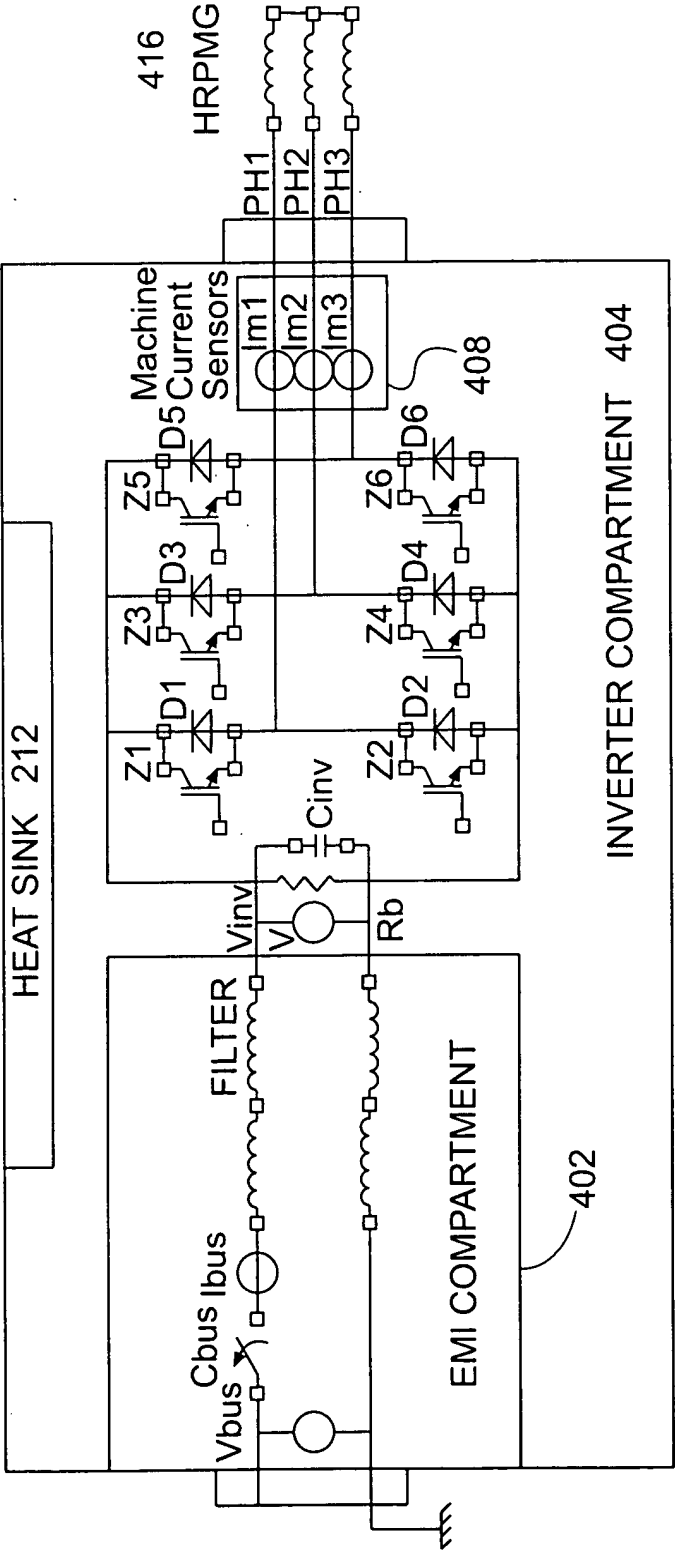 HEAT SINK 212
416
HRPMG
PH1
PH2
PH3
Machine
Current
Sensors
Im1
Im2
Im3
408
Z1
D1
Z3
D3
Z5
D5
Z2
D2
Z4
D4
Z6
D6
Cinv
Vinv
V
Rb
FILTER
Vbus
Cbus
Ibus
EMI COMPARTMENT
402
INVERTER COMPARTMENT 404